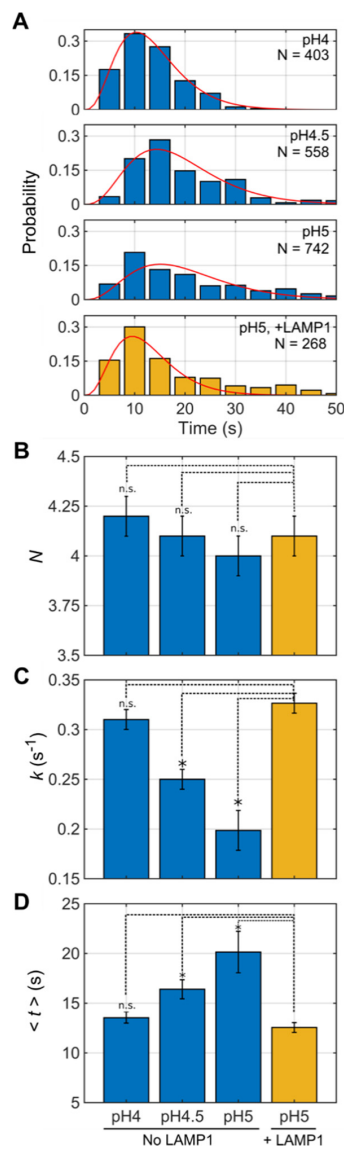 A
0.3
0.15
0
pH4
N = 403
0.3
0.15
0
pH4.5
N = 558
Probability
0.3
0.15
0
pH5
N = 742
0.3
0.15
0
pH5, +LAMP1
N = 268
0 10 20 30 40 50
Time (s)
B
4.5
4.25
4
3.75
3.5
N
n.s.
n.s.
n.s.
C
0.35
0.3
0.25
0.2
0.15
k (s⁻¹)
n.s.
*
*
D
25
20
15
10
5
< t > (s)
n.s.
*
*
pH4 pH4.5 pH5 pH5
No LAMP1 + LAMP1